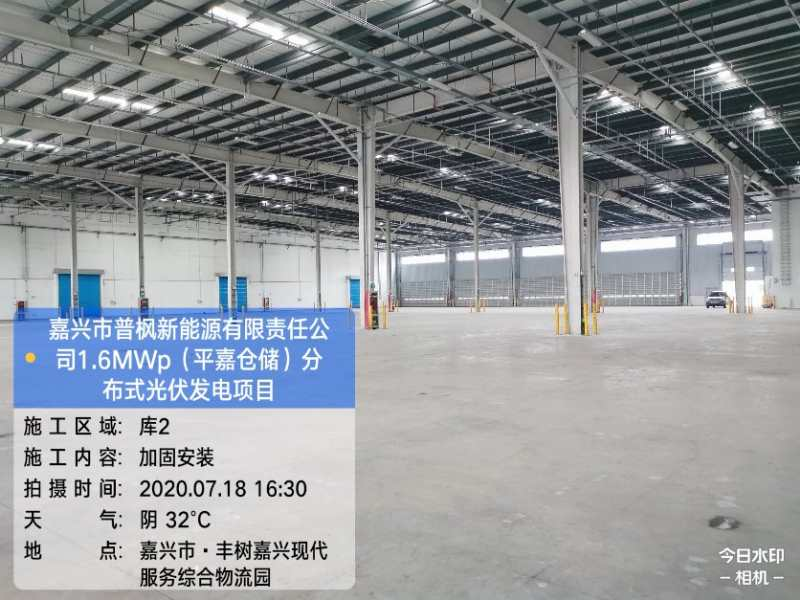 嘉兴市普枫新能源有限责任公
司1.6MWp（平嘉仓储）分
布式光伏发电项目
施工区域: 库2
施工内容: 加固安装
拍摄时间: 2020.07.18 16:30
天气: 阴 32℃
地点: 嘉兴市·丰树嘉兴现代
服务综合物流园
今日水印
－相机－